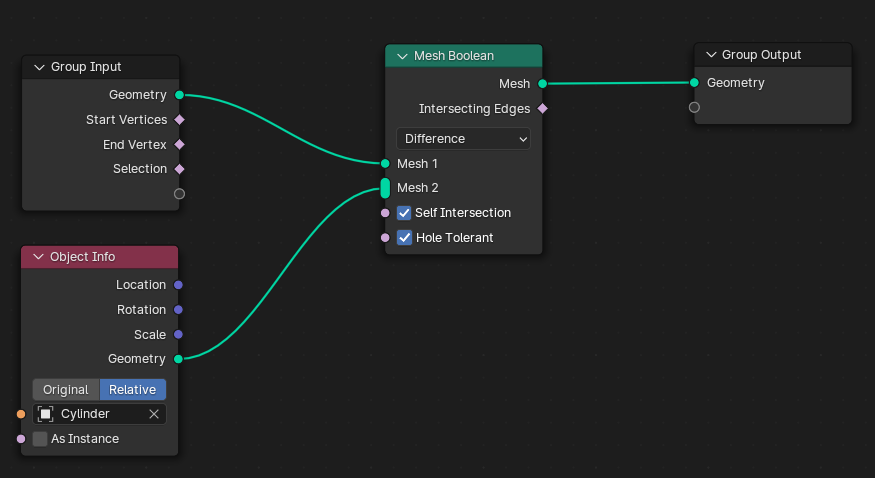 Group Input
Geometry
Start Vertices
End Vertex
Selection
Object Info
Location
Rotation
Scale
Geometry
Original Relative
Cylinder
As Instance
Mesh Boolean
Mesh
Intersecting Edges
Difference
Mesh 1
Mesh 2
Self Intersection
Hole Tolerant
Group Output
Geometry